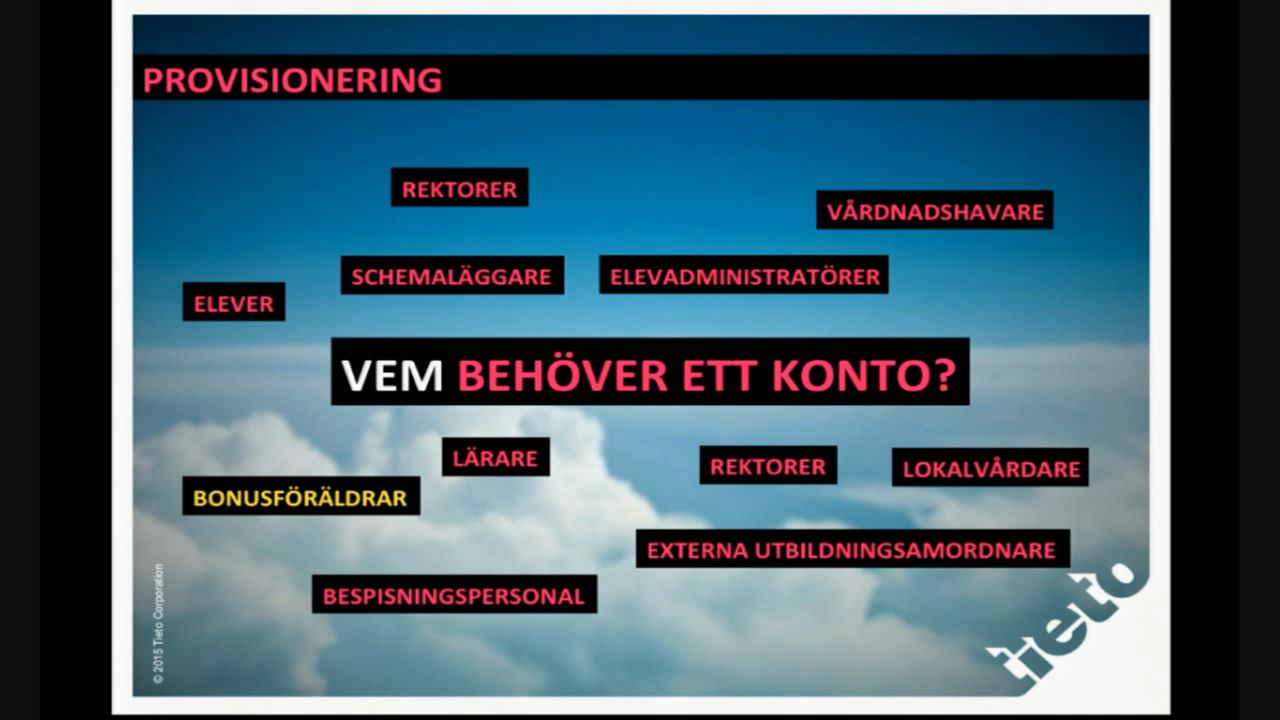 PROVISIONERING
REKTORER
VÅRDNADSHAVARE
SCHEMALÄGGARE
ELEVADMINISTRATÖRER
ELEVER
VEM BEHÖVER ETT KONTO?
LÄRARE
REKTORER
LOKALVÅRDARE
BONUSFÖRÄLDRAR
EXTERNA UTBILDNINGSAMORDNARE
BESPISNINGSPERSONAL
© 2015 Tieto Corporation
tieto